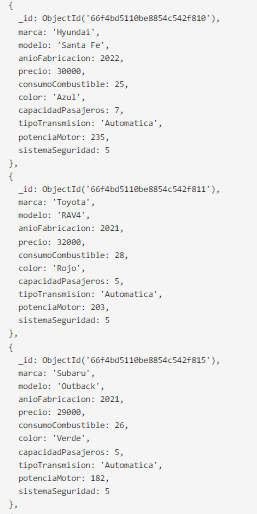 {
_id: ObjectId('66f4bd5110be8854c542f810'),
marca: 'Hyundai',
modelo: 'Santa Fe',
anioFabricacion: 2022,
precio: 30000,
consumoCombustible: 25,
color: 'Azul',
capacidadPasajeros: 7,
tipoTransmision: 'Automatica',
potenciaMotor: 235,
sistemaSeguridad: 5
},
{
_id: ObjectId('66f4bd5110be8854c542f811'),
marca: 'Toyota',
modelo: 'RAV4',
anioFabricacion: 2021,
precio: 32000,
consumoCombustible: 28,
color: 'Rojo',
capacidadPasajeros: 5,
tipoTransmision: 'Automatica',
potenciaMotor: 203,
sistemaSeguridad: 5
},
{
_id: ObjectId('66f4bd5110be8854c542f815'),
marca: 'Subaru',
modelo: 'Outback',
anioFabricacion: 2021,
precio: 29000,
consumoCombustible: 26,
color: 'Verde',
capacidadPasajeros: 5,
tipoTransmision: 'Automatica',
potenciaMotor: 182,
sistemaSeguridad: 5
},